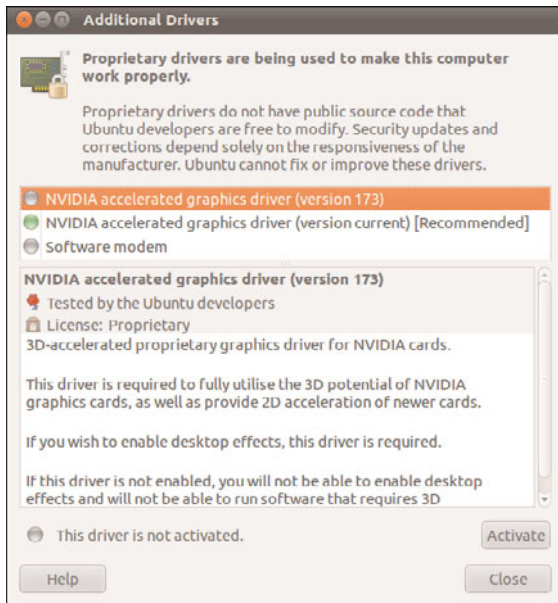 Additional Drivers
Proprietary drivers are being used to make this computer
work properly.
Proprietary drivers do not have public source code that
Ubuntu developers are free to modify. Security updates and
corrections depend solely on the responsiveness of the
manufacturer. Ubuntu cannot fix or improve these drivers.
NVIDIA accelerated graphics driver (version 173)
NVIDIA accelerated graphics driver (version current) [Recommended]
Software modem
NVIDIA accelerated graphics driver (version 173)
Tested by the Ubuntu developers
License: Proprietary
3D-accelerated proprietary graphics driver for NVIDIA cards.
This driver is required to fully utilise the 3D potential of NVIDIA
graphics cards, as well as provide 2D acceleration of newer cards.
If you wish to enable desktop effects, this driver is required.
If this driver is not enabled, you will not be able to enable desktop
effects and will not be able to run software that requires 3D
This driver is not activated.
Activate
Help
Close